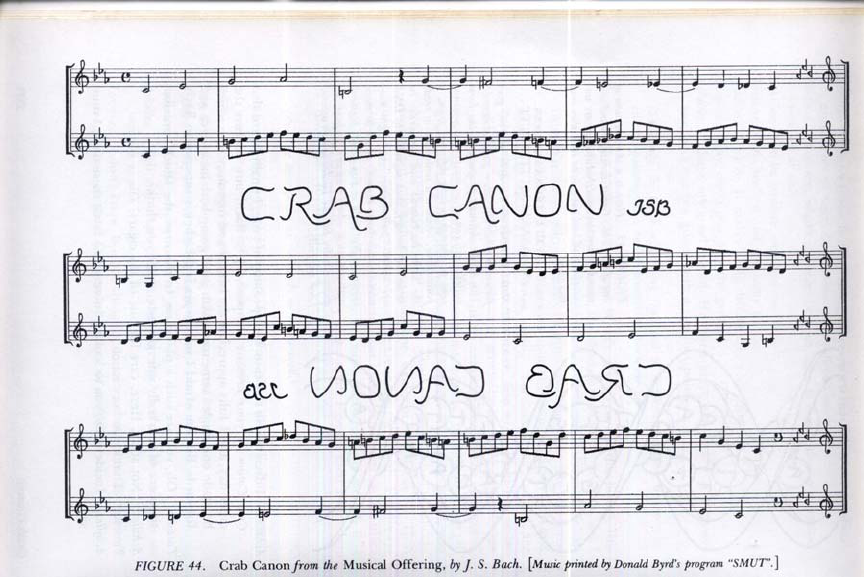 CRAB CANON JSB
CRAB CANON JSB
FIGURE 44. Crab Canon from the Musical Offering, by J. S. Bach. [Music printed by Donald Byrd's program "SMUT".]